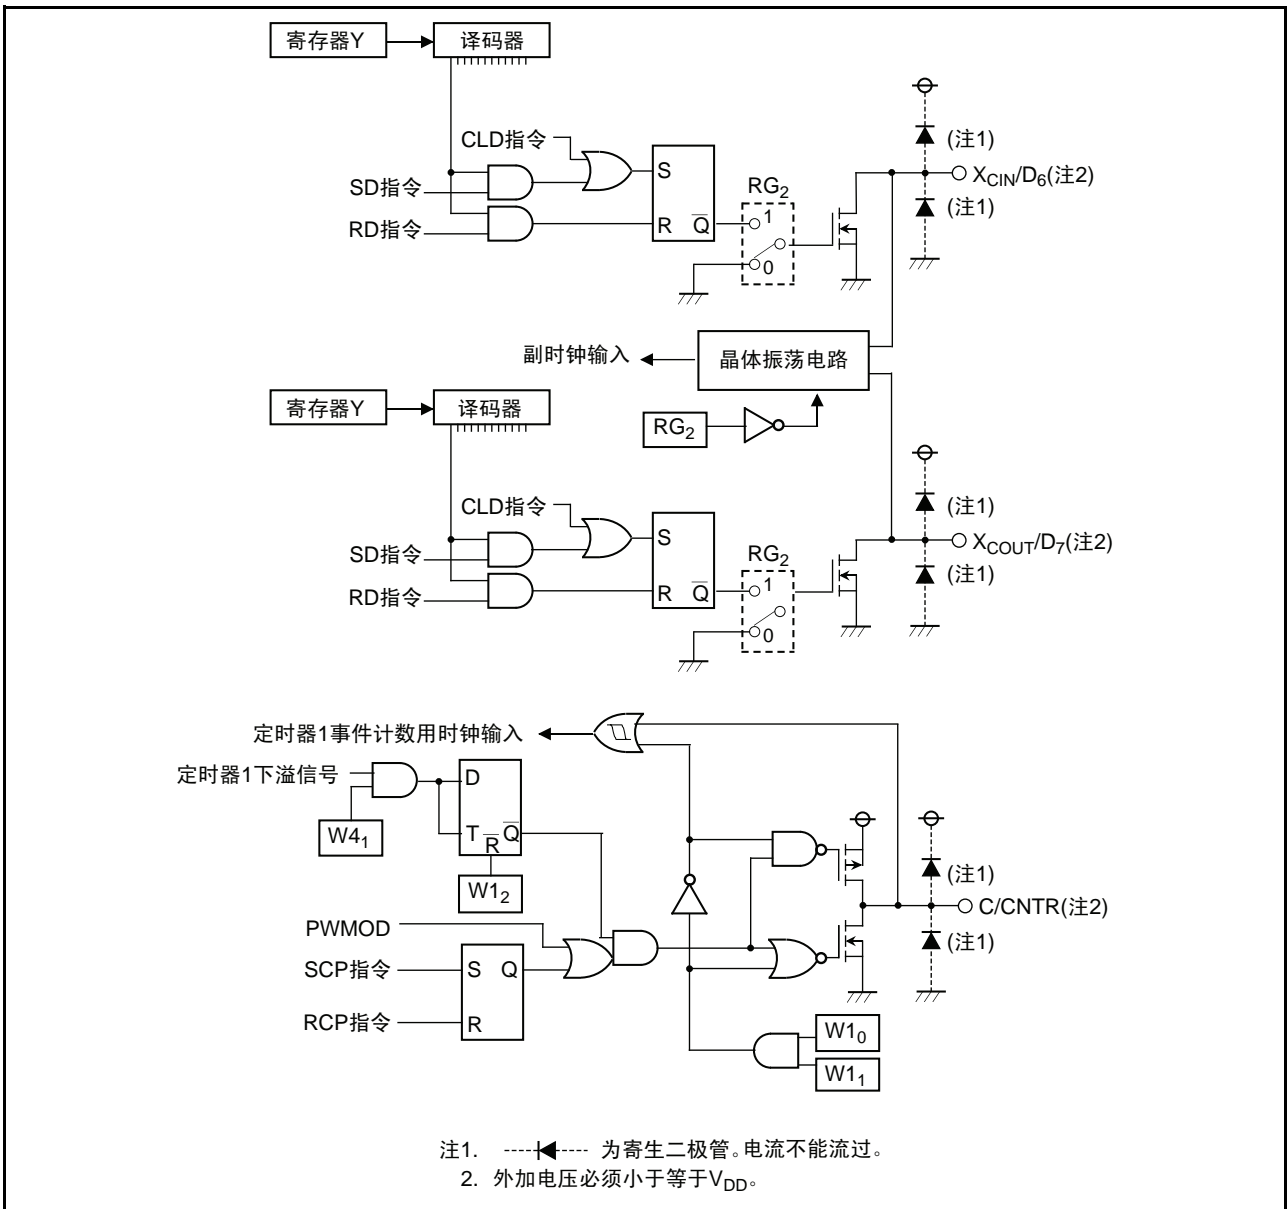 寄存器Y
译码器
CLD指令
SD指令
RD指令
S
R
Q̅
RG₂
1
0
(注1)
X_CIN/D₆(注2)
(注1)
副时钟输入
晶体振荡电路
RG₂
寄存器Y
译码器
CLD指令
SD指令
RD指令
S
R
Q̅
RG₂
1
0
(注1)
X_COUT/D₇(注2)
(注1)
定时器1事件计数用时钟输入
定时器1下溢信号
W4₁
D
T
R̅
Q̅
W1₂
PWMOD
SCP指令
RCP指令
S
Q
R
(注1)
C/CNTR(注2)
(注1)
W1₀
W1₁
注1. 为寄生二极管。电流不能流过。
2. 外加电压必须小于等于V_DD。